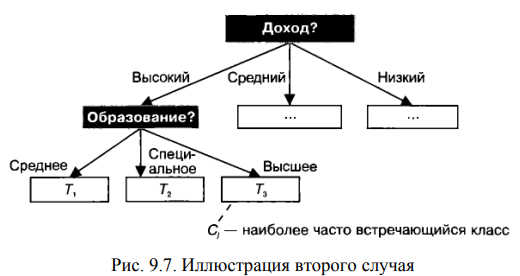 Доход?
Высокий
Средний
Низкий
Образование?
...
...
Среднее
Специ-
альное
Высшее
T1
T2
T3
Ci — наиболее часто встречающийся класс
Рис. 9.7. Иллюстрация второго случая